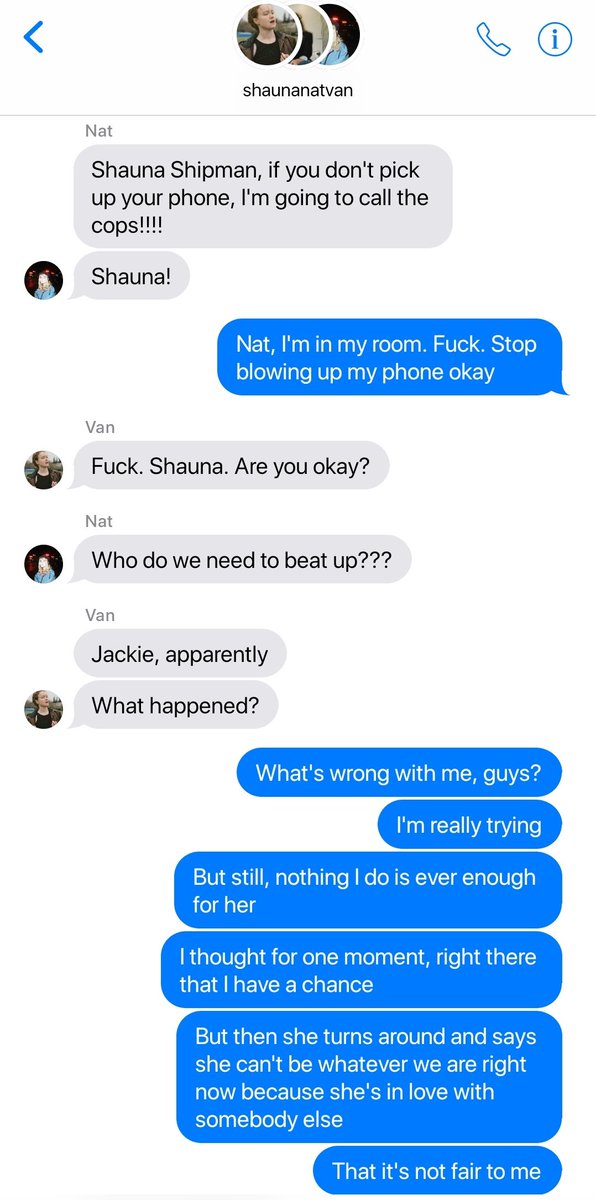 shaunanatvan
Nat
Shauna Shipman, if you don't pick
up your phone, I'm going to call the
cops!!!!
Shauna!
Nat, I'm in my room. Fuck. Stop
blowing up my phone okay
Van
Fuck. Shauna. Are you okay?
Nat
Who do we need to beat up???
Van
Jackie, apparently
What happened?
What's wrong with me, guys?
I'm really trying
But still, nothing I do is ever enough
for her
I thought for one moment, right there
that I have a chance
But then she turns around and says
she can't be whatever we are right
now because she's in love with
somebody else
That it's not fair to me